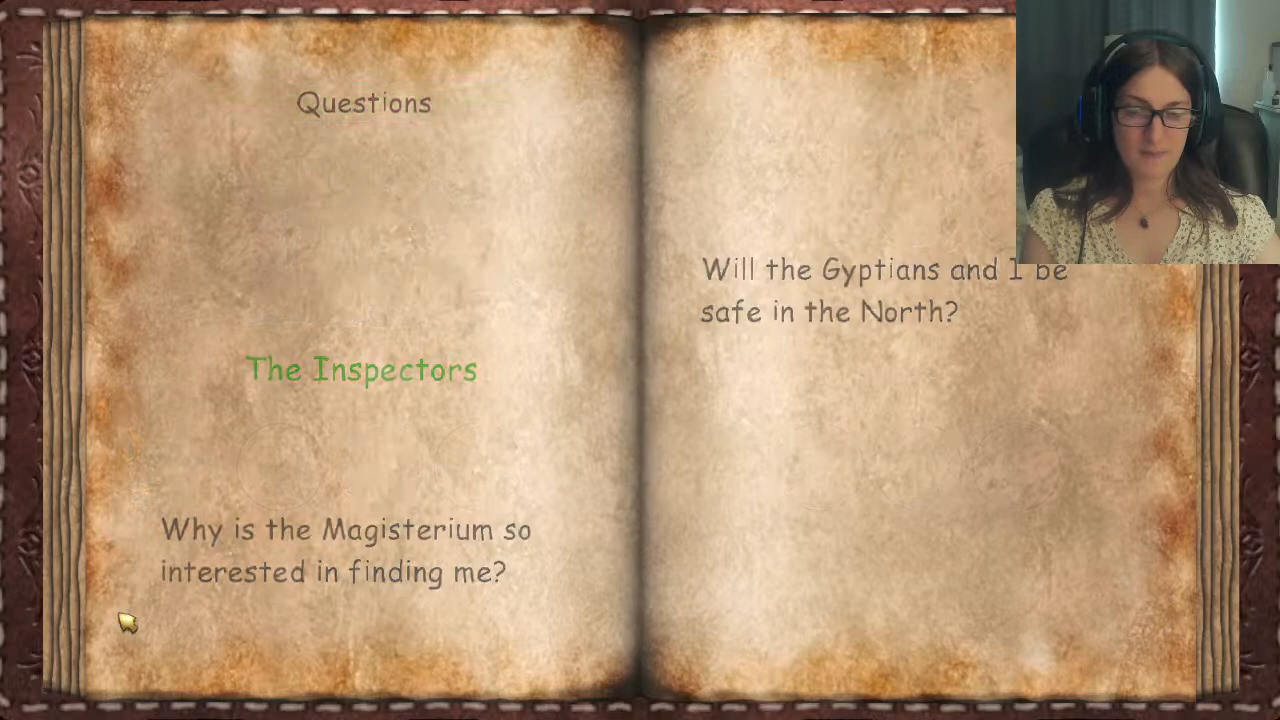 Questions
The Inspectors
Why is the Magisterium so
interested in finding me?
Will the Gyptians and I be
safe in the North?